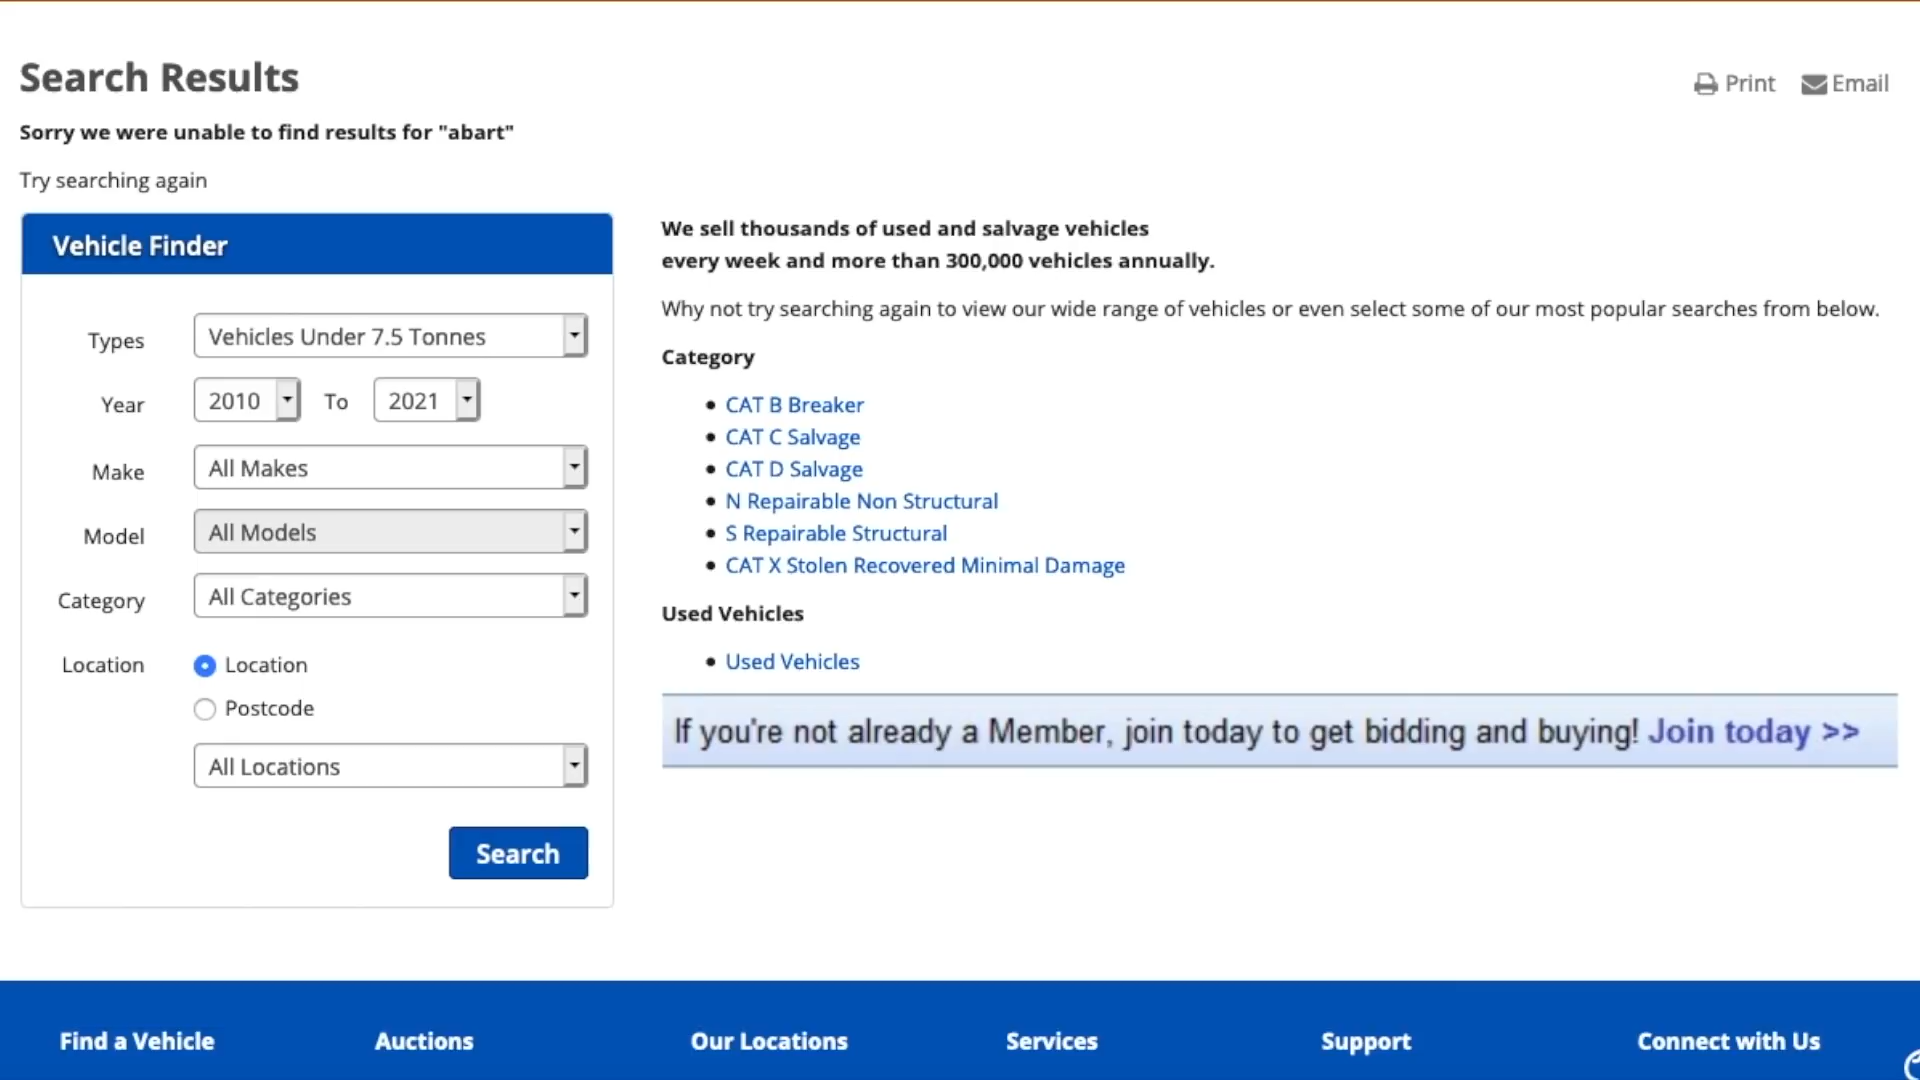 Search Results
Print
Email
Sorry we were unable to find results for "abart"
Try searching again
Vehicle Finder
Types
Vehicles Under 7.5 Tonnes
Year
2010
To
2021
Make
All Makes
Model
All Models
Category
All Categories
Location
Location
Postcode
All Locations
Search
We sell thousands of used and salvage vehicles
every week and more than 300,000 vehicles annually.
Why not try searching again to view our wide range of vehicles or even select some of our most popular searches from below.
Category
CAT B Breaker
CAT C Salvage
CAT D Salvage
N Repairable Non Structural
S Repairable Structural
CAT X Stolen Recovered Minimal Damage
Used Vehicles
Used Vehicles
If you're not already a Member, join today to get bidding and buying! Join today >>
Find a Vehicle
Auctions
Our Locations
Services
Support
Connect with Us